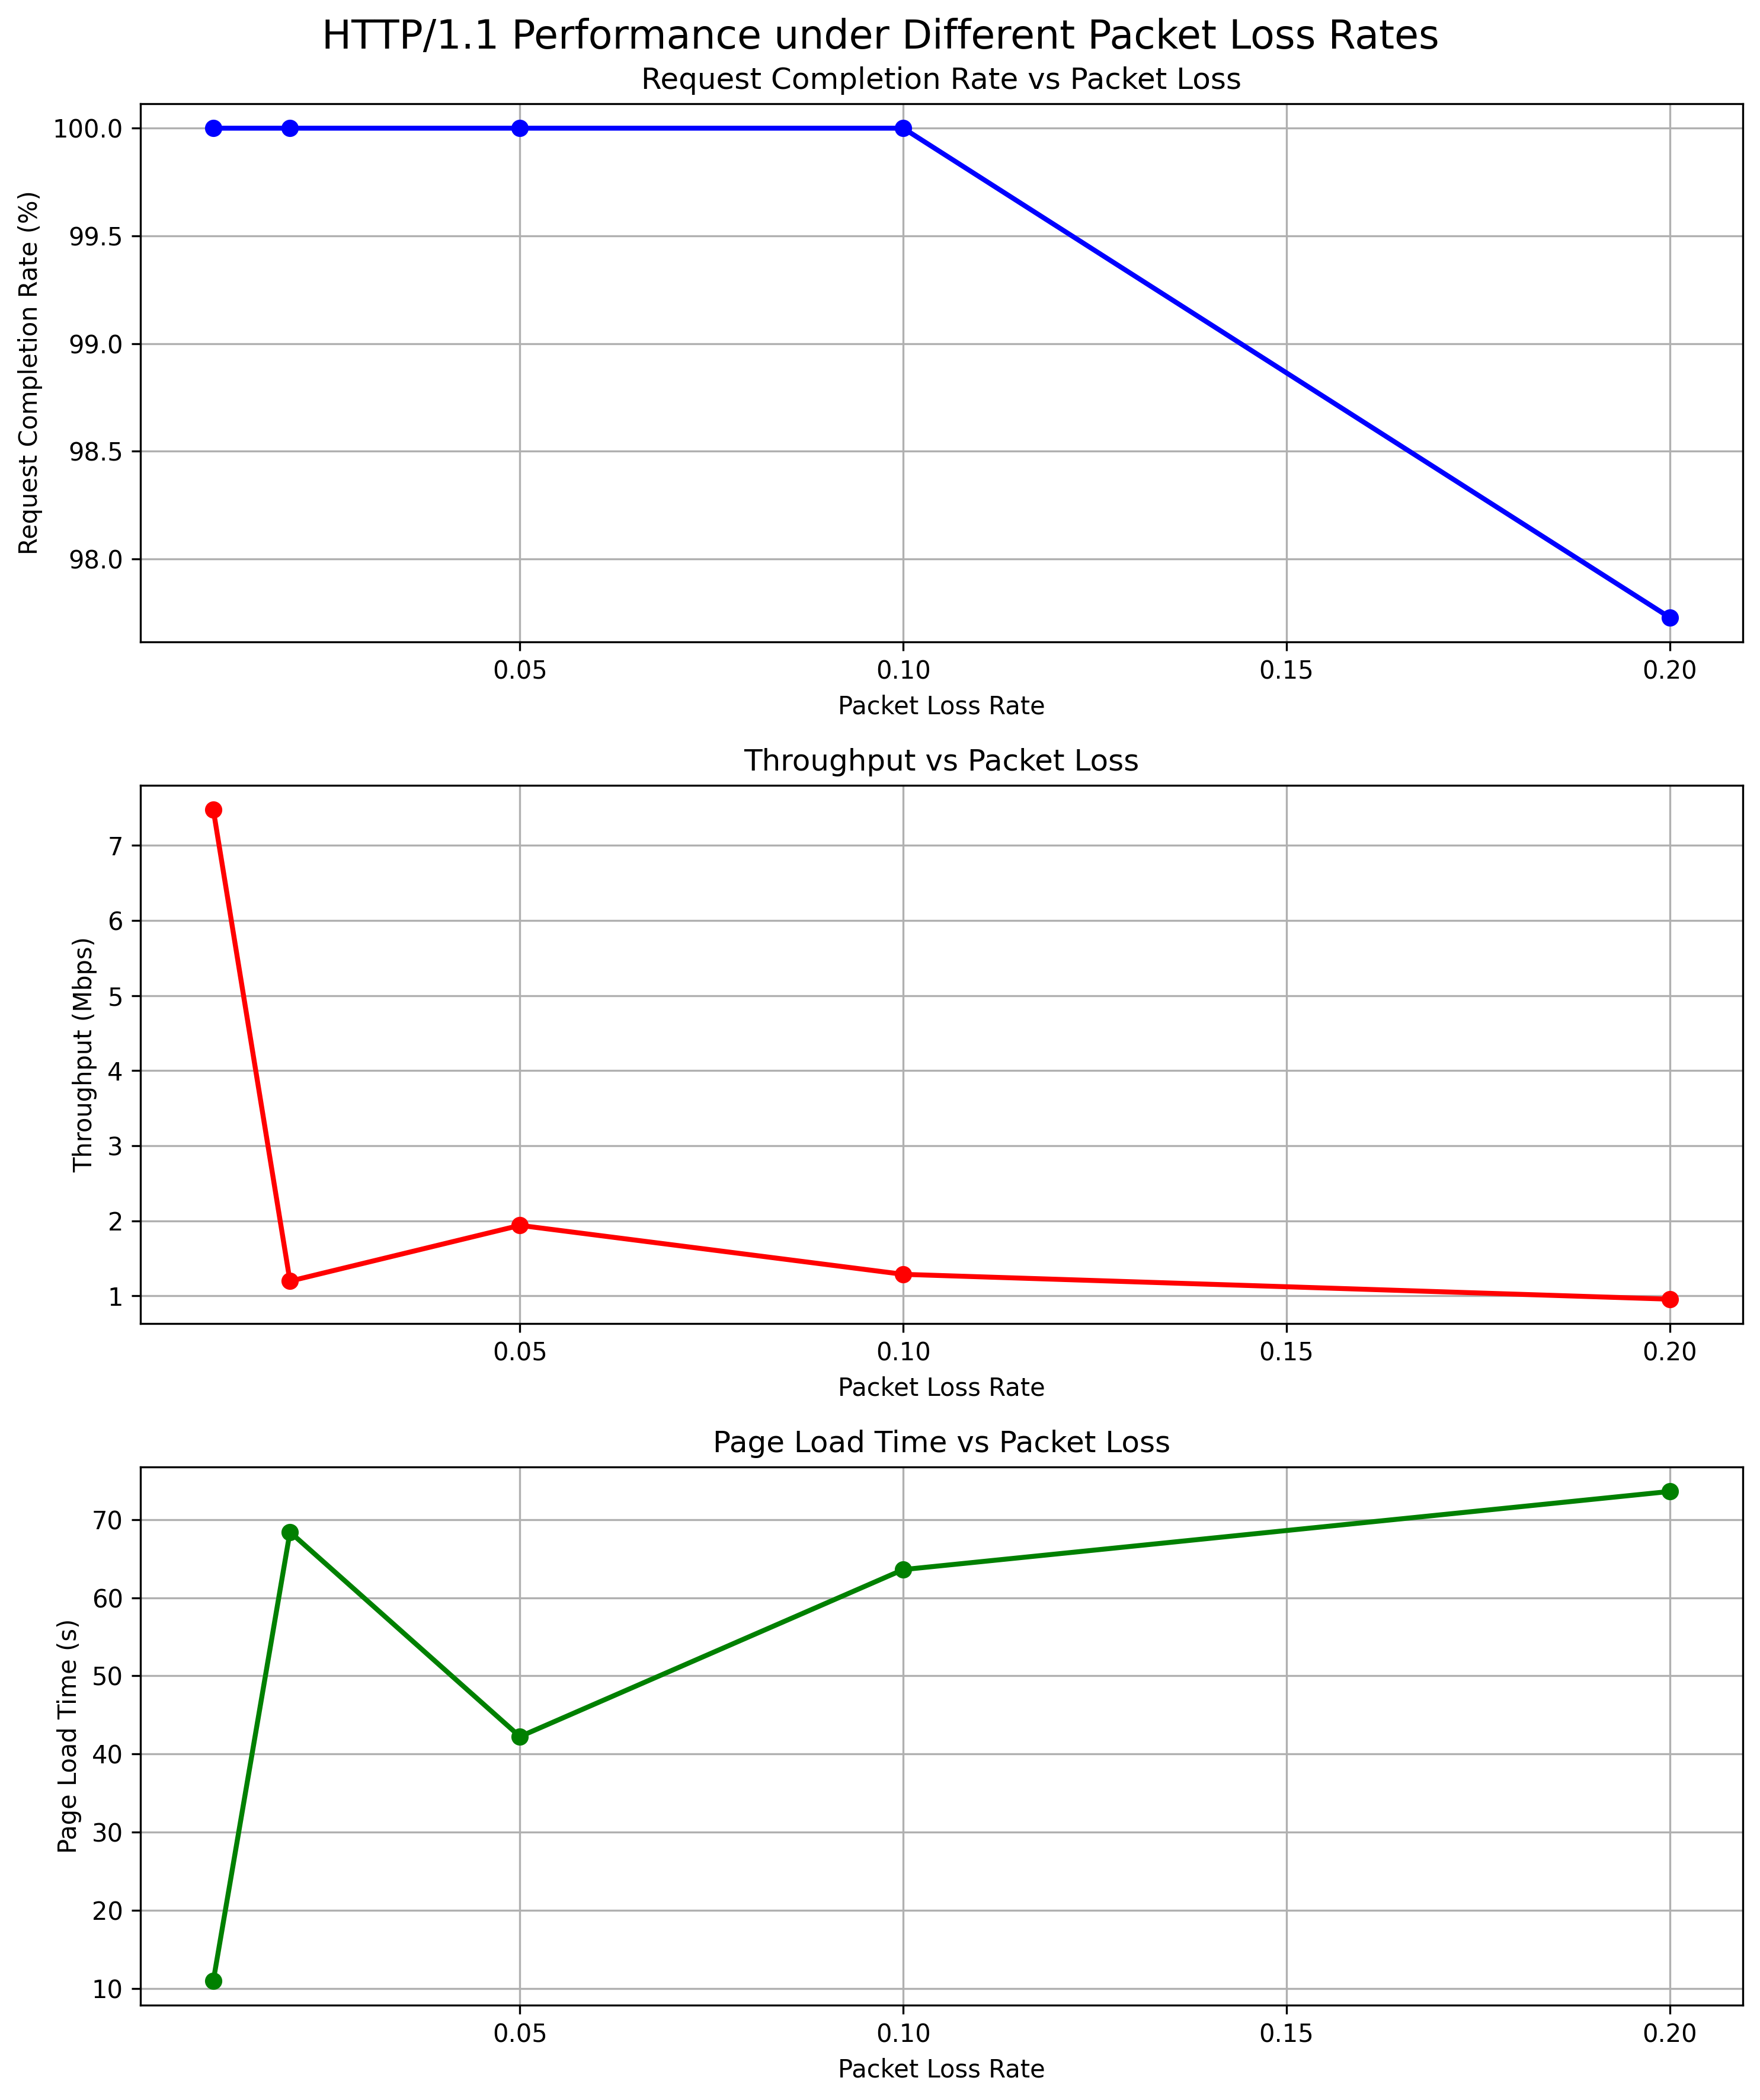 HTTP/1.1 Performance under Different Packet Loss Rates
Request Completion Rate vs Packet Loss
Request Completion Rate (%)
100.0
99.5
99.0
98.5
98.0
0.05 0.10 0.15 0.20
Packet Loss Rate
Throughput vs Packet Loss
Throughput (Mbps)
7
6
5
4
3
2
1
0.05 0.10 0.15 0.20
Packet Loss Rate
Page Load Time vs Packet Loss
Page Load Time (s)
70
60
50
40
30
20
10
0.05 0.10 0.15 0.20
Packet Loss Rate